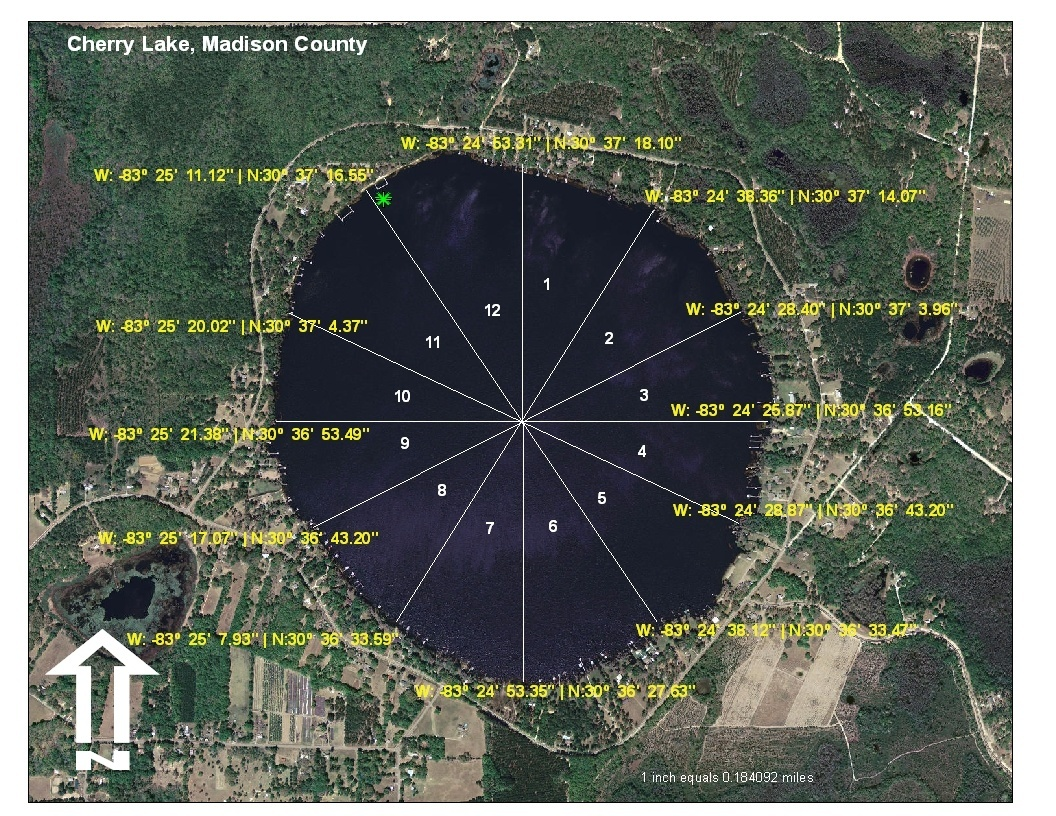 Cherry Lake, Madison County
W: -83º 24' 53.31" | N:30º 37' 18.10"
W: -83º 25' 11.12" | N:30º 37' 16.55"
W: -83º 24' 38.36" | N:30º 37' 14.07"
1
W: -83º 24' 28.40" | N:30º 37' 3.96"
12
W: -83º 25' 20.02" | N:30º 37' 4.37"
2
11
3
10
W: -83º 24' 25.87" | N:30º 36' 53.16"
W: -83º 25' 21.38" | N:30º 36' 53.49"
9
4
8
5
W: -83º 24' 28.87" | N:30º 36' 43.20"
7
6
W: -83º 25' 17.07" | N:30º 36' 43.20"
W: -83º 24' 38.12" | N:30º 36' 33.47"
W: -83º 25' 7.93" | N:30º 36' 33.59"
W: -83º 24' 53.35" | N:30º 36' 27.63"
N
1 inch equals 0.184092 miles